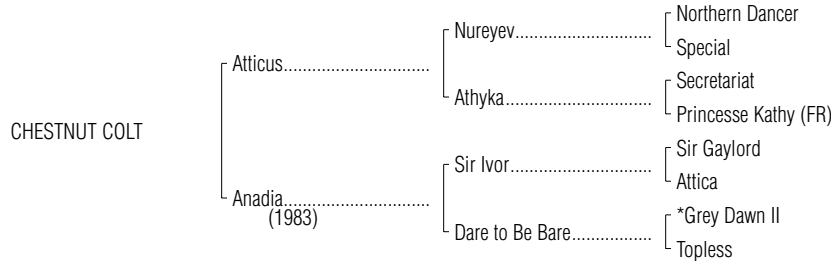 Northern Dancer
Nureyev
Special
Atticus
Secretariat
Athyka
Princesse Kathy (FR)
CHESTNUT COLT
Sir Gaylord
Sir Ivor
Attica
Anadia
(1983)
*Grey Dawn II
Dare to Be Bare
Topless